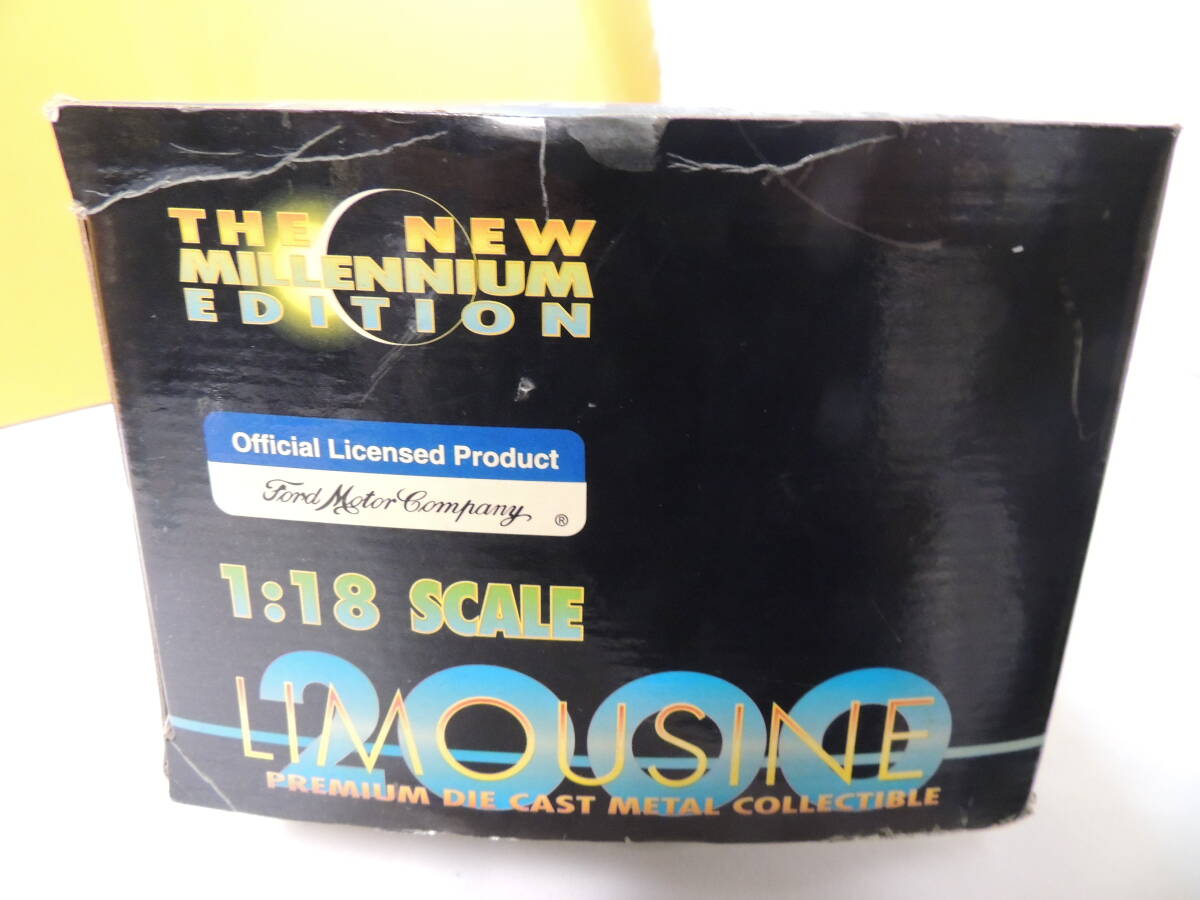 THE NEW
MILLENNIUM
EDITION
Official Licensed Product
Ford Motor Company ®
1:18 SCALE
2000
LIMOUSINE
PREMIUM DIE CAST METAL COLLECTIBLE